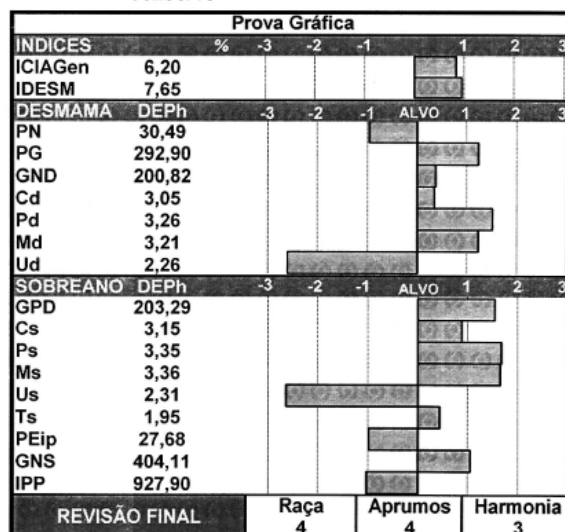 Prova Gráfica
INDICES % -3 -2 -1 1 2 3
ICIAGen 6,20
IDESM 7,65
DESMAMA DEPh -3 -2 -1 ALVO 1 2 3
PN 30,49
PG 292,90
GND 200,82
Cd 3,05
Pd 3,26
Md 3,21
Ud 2,26
SOBREANO DEPh -3 -2 -1 ALVO 1 2 3
GPD 203,29
Cs 3,15
Ps 3,35
Ms 3,36
Us 2,31
Ts 1,95
PEip 27,68
GNS 404,11
IPP 927,90
REVISÃO FINAL Raça Aprumos Harmonia
4 4 3